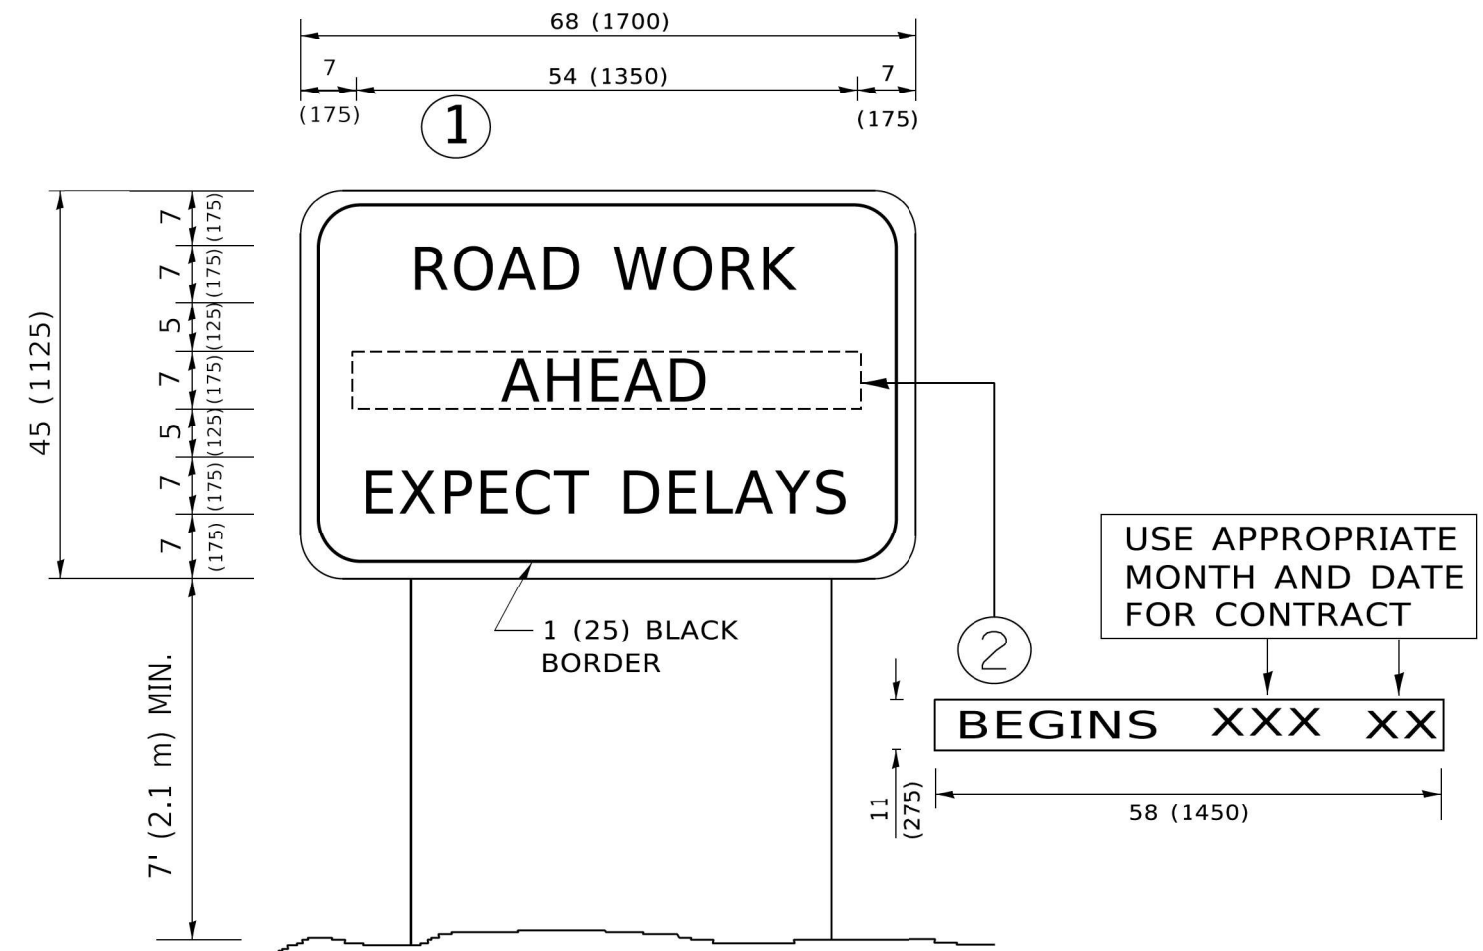 68 (1700)
7
54 (1350)
7
(175)
(175)
1
45 (1125)
7 (175)
7 (175)
5 (125)
7 (175)
5 (125)
7 (175)
7 (175)
ROAD WORK
AHEAD
EXPECT DELAYS
1 (25) BLACK
BORDER
7' (2.1 m) MIN.
USE APPROPRIATE
MONTH AND DATE
FOR CONTRACT
2
BEGINS XXX XX
11
(275)
58 (1450)